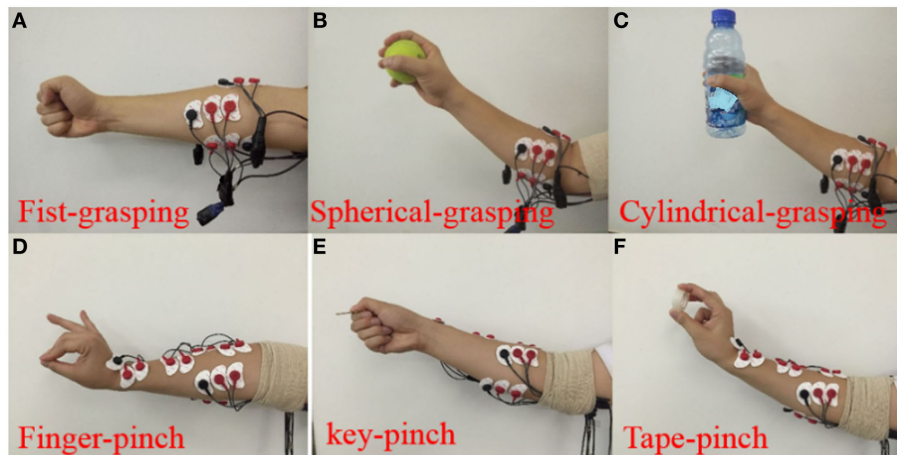 A
B
C
Fist-grasping
Spherical-grasping
Cylindrical-grasping
D
E
F
Finger-pinch
key-pinch
Tape-pinch